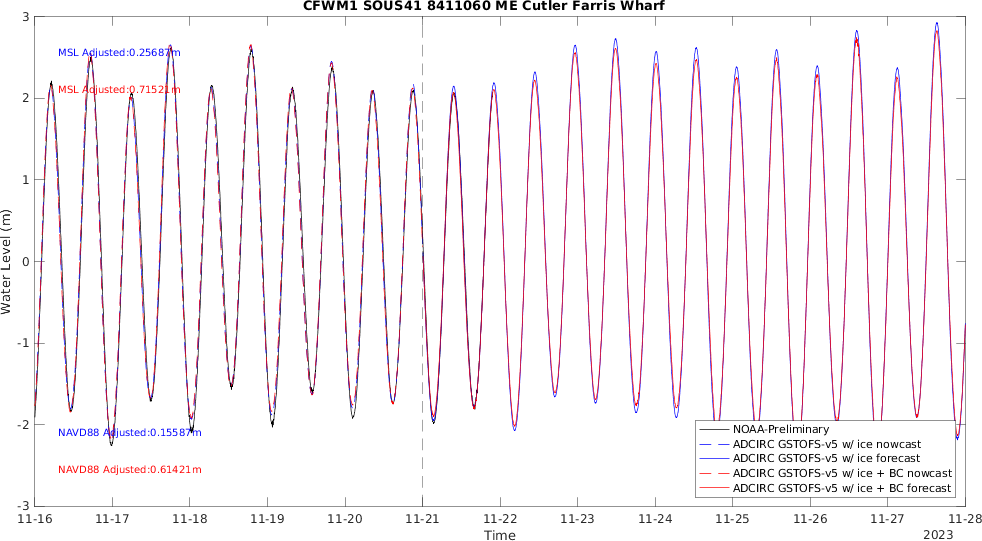 CFWM1 SOUS41 8411060 ME Cutler Farris Wharf
3
2
1
0
-1
-2
-3
Water Level (m)
MSL Adjusted:0.25687m
MSL Adjusted:0.71521m
NAVD88 Adjusted:0.15587m
NAVD88 Adjusted:0.61421m
NOAA-Preliminary
ADCIRC GSTOFS-v5 w/ ice nowcast
ADCIRC GSTOFS-v5 w/ ice forecast
ADCIRC GSTOFS-v5 w/ ice + BC nowcast
ADCIRC GSTOFS-v5 w/ ice + BC forecast
11-16 11-17 11-18 11-19 11-20 11-21 11-22 11-23 11-24 11-25 11-26 11-27 11-28
Time
2023